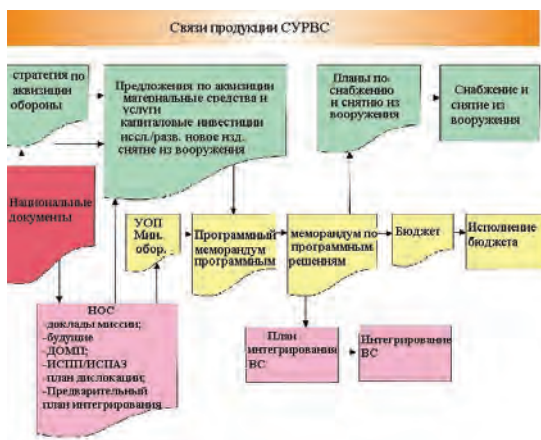 Связи продукции СУРВС
стратегия по
аквизиции
обороны
Предложения по аквизиции
материальные средства и
услуги
капиталовые инвестиции
иссл./разв. новое изд.
снятие из вооружения
Планы по
снабжению
и снятию из
вооружения
Снабжение и
снятие из
вооружения
Национальные
документы
УОП
Мин.
обор.
Программный
меморандум
программным
меморандум по
программным
решениям
Бюджет
Исполнение
бюджета
НОС
-доклады миссии;
-будущие
-ДОМП;
-ИСПП/ИСПАЗ
план дислокации;
-Предварительный
план интегрирования
План
интегрирования
ВС
Интегрирование
ВС